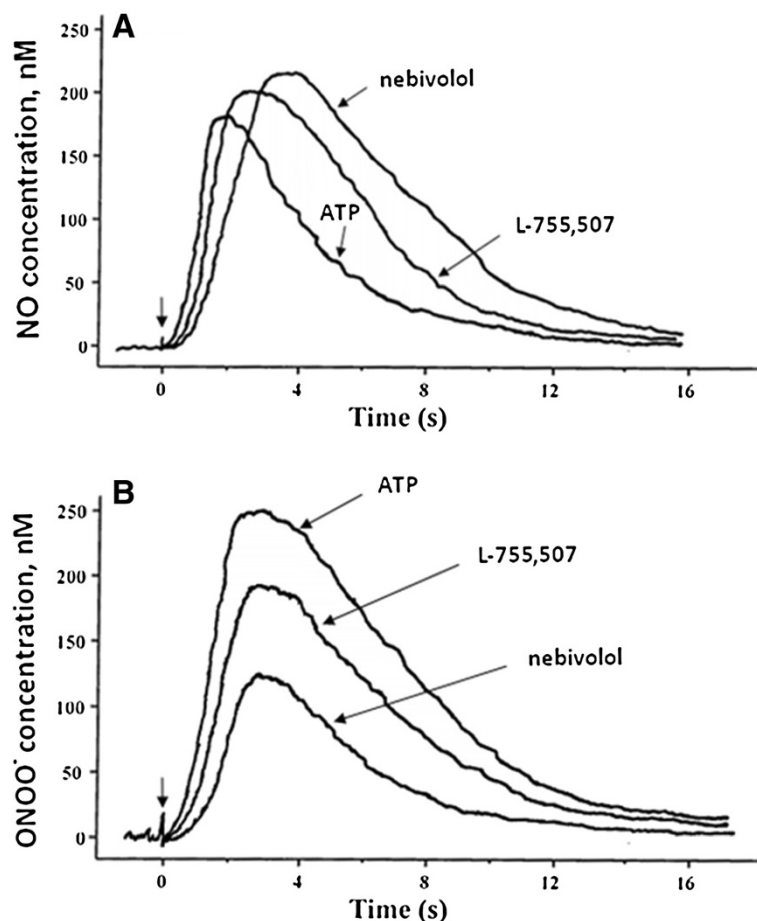 A
NO concentration, nM
250
200
150
100
50
0
nebivolol
ATP
L-755,507
0 4 8 12 16
Time (s)
B
ONOO⁻ concentration, nM
250
200
150
100
50
0
ATP
L-755,507
nebivolol
0 4 8 12 16
Time (s)